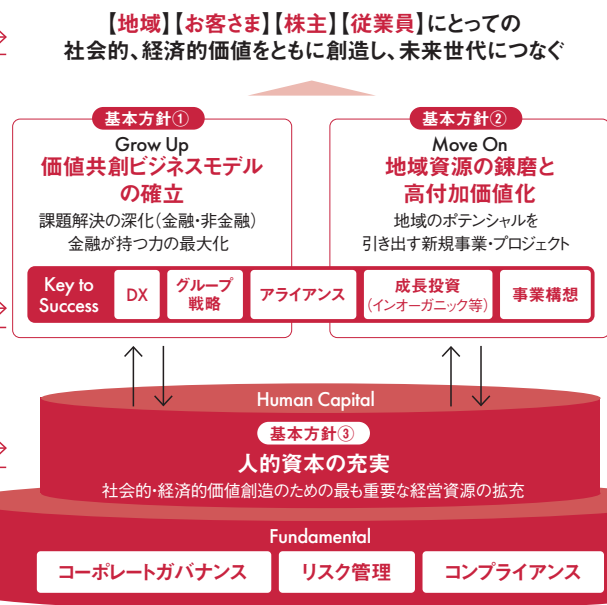 【地域】【お客さま】【株主】【従業員】にとっての
社会的、経済的価値をともに創造し、未来世代につなぐ
基本方針①
Grow Up
価値共創ビジネスモデル
の確立
課題解決の深化(金融・非金融)
金融が持つ力の最大化
基本方針②
Move On
地域資源の錬磨と
高付加価値化
地域のポテンシャルを
引き出す新規事業・プロジェクト
Key to
Success
DX
グループ
戦略
アライアンス
成長投資
(インオーガニック等)
事業構想
Human Capital
基本方針③
人的資本の充実
社会的・経済的価値創造のための最も重要な経営資源の拡充
Fundamental
コーポレートガバナンス
リスク管理
コンプライアンス